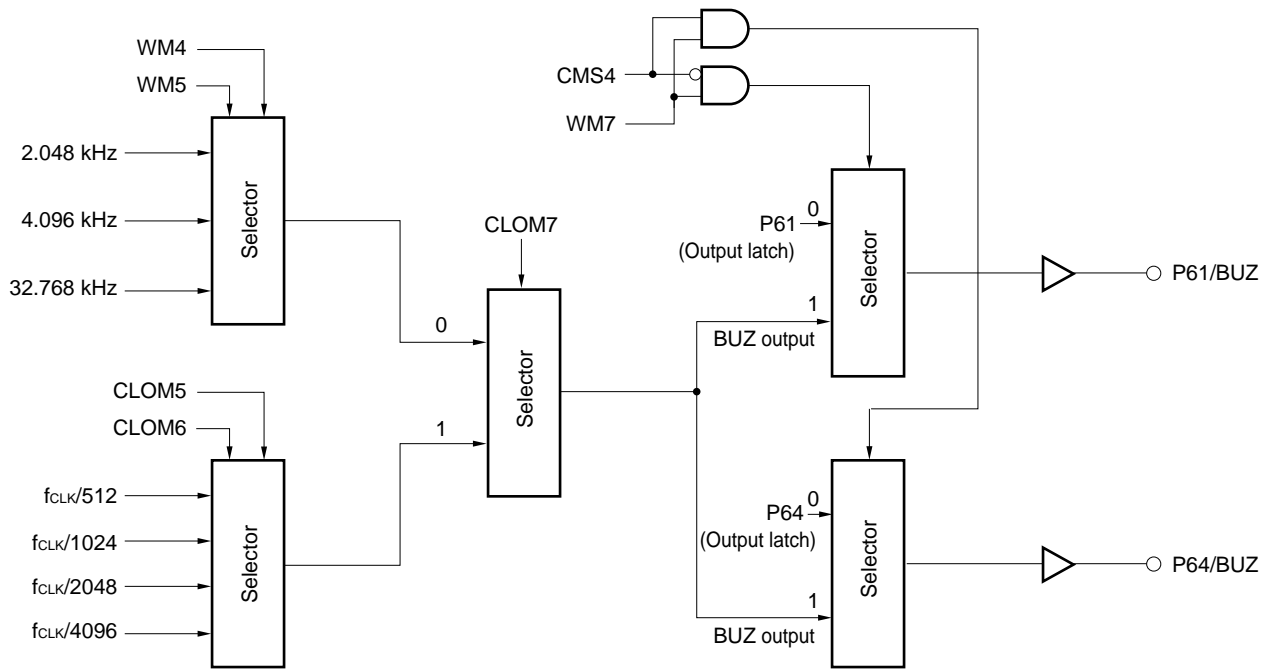 WM4
WM5
2.048 kHz
4.096 kHz
32.768 kHz
Selector
CLOM5
CLOM6
fCLK/512
fCLK/1024
fCLK/2048
fCLK/4096
Selector
CLOM7
0
1
Selector
CMS4
WM7
P61
(Output latch)
0
1
BUZ output
Selector
P61/BUZ
P64
(Output latch)
0
1
BUZ output
Selector
P64/BUZ